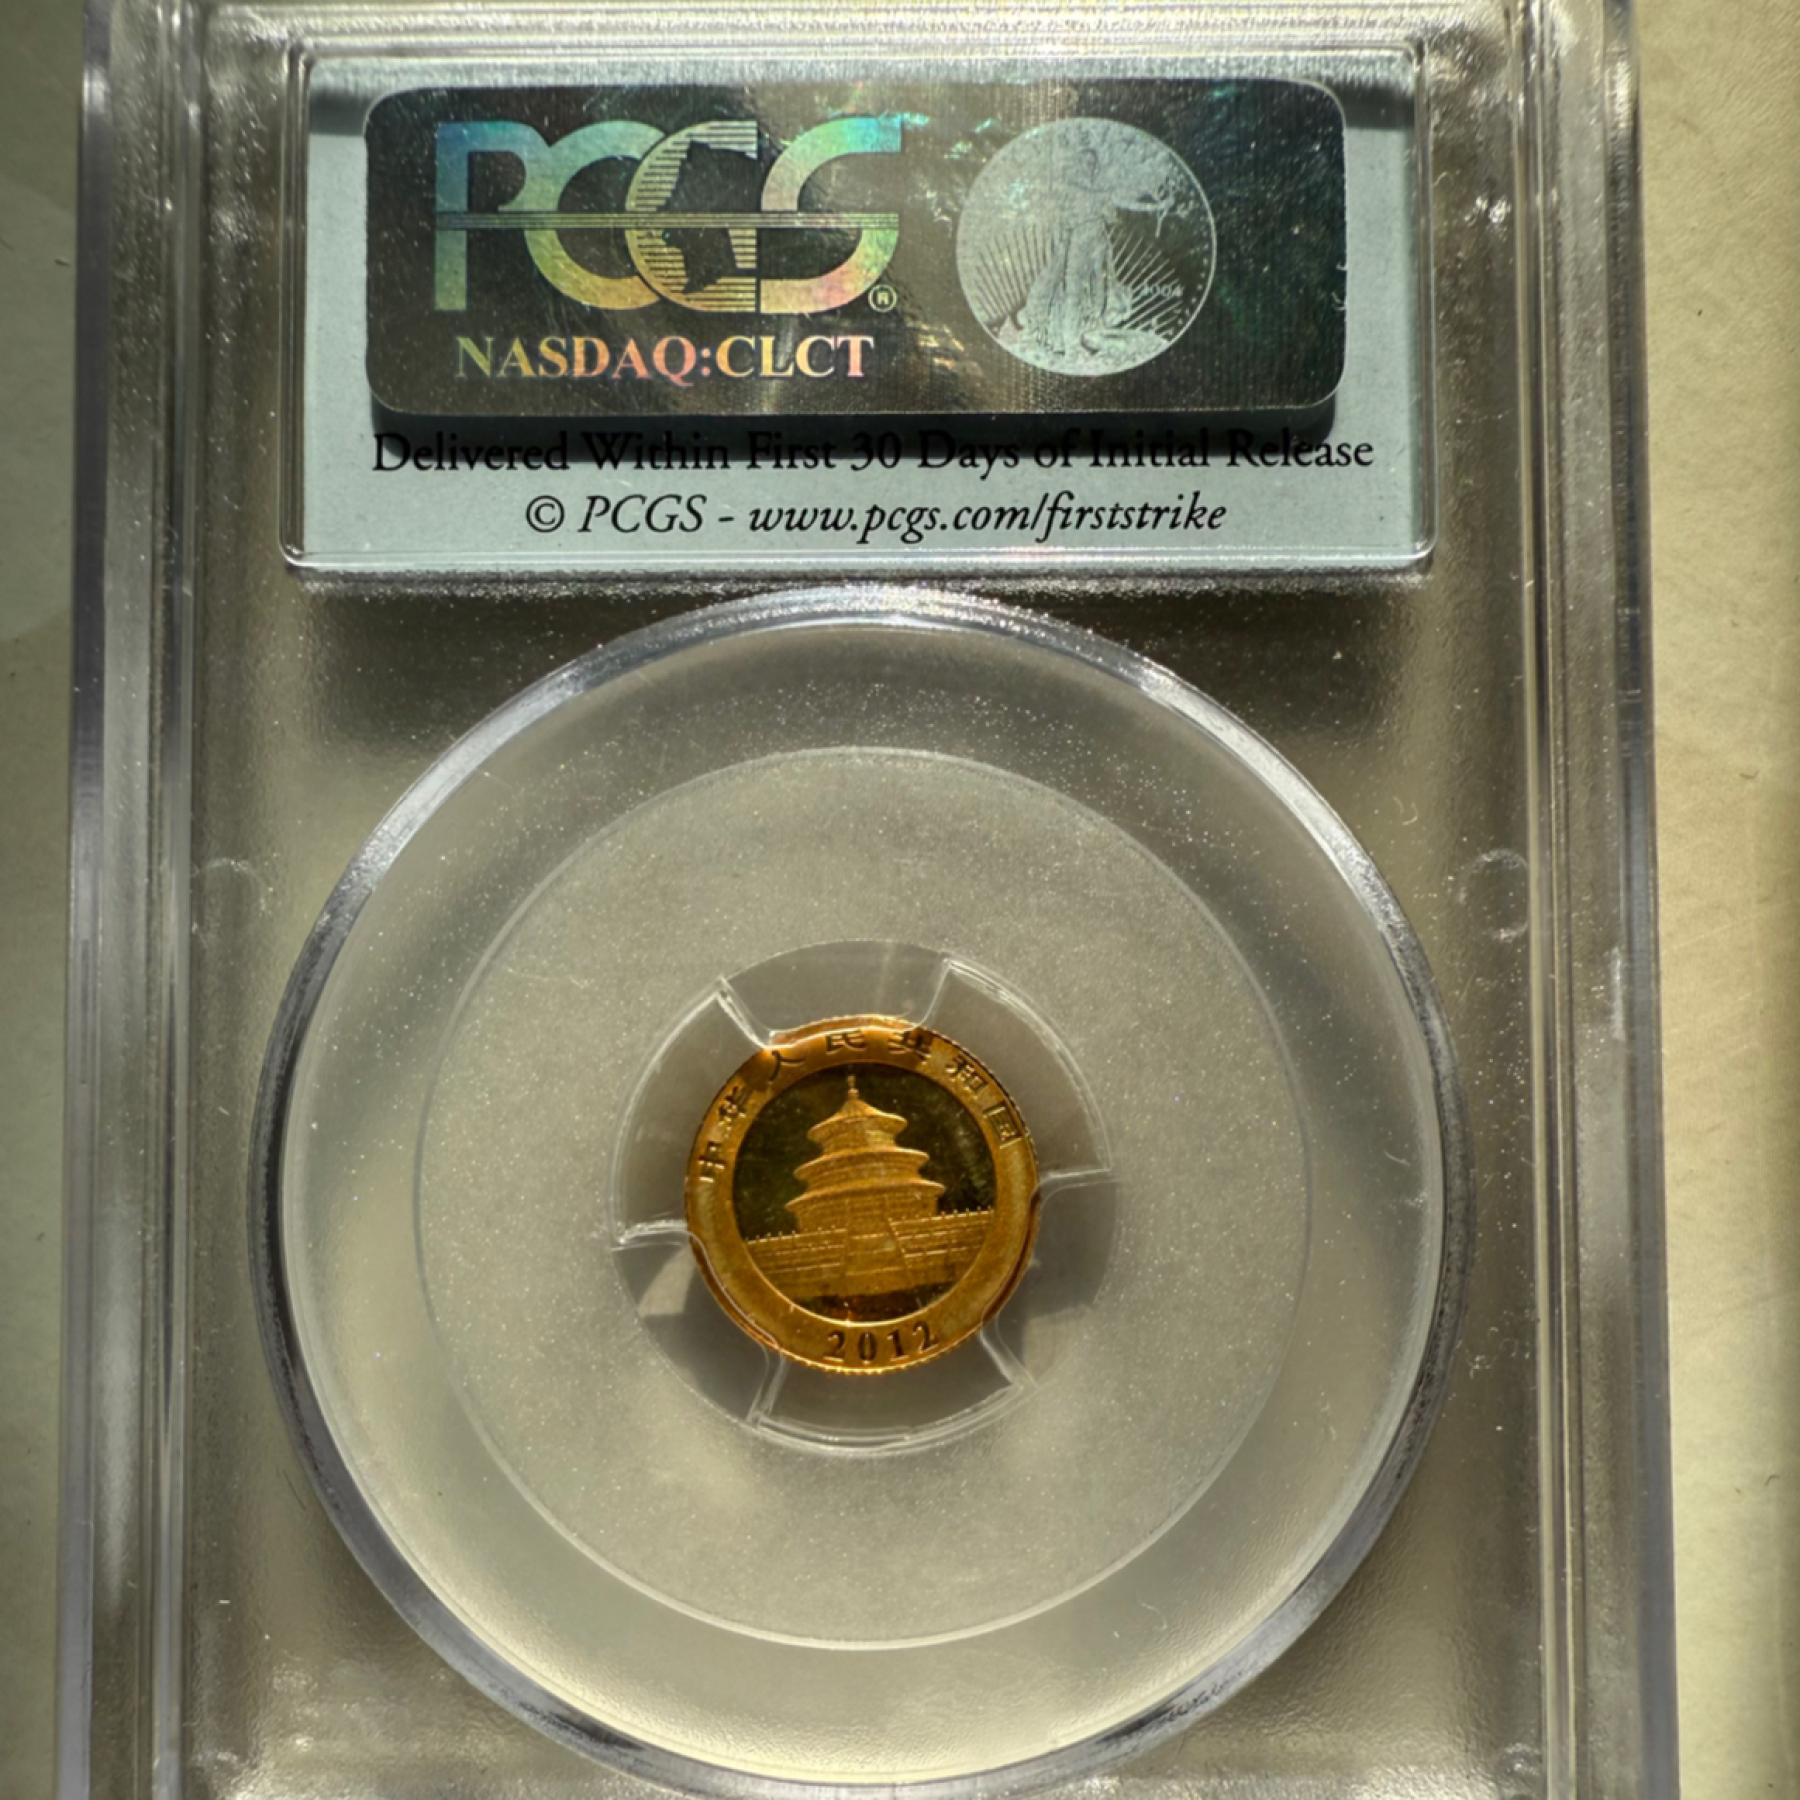 PCGS®
NASDAQ:CLCT
Delivered Within First 30 Days of Initial Release
© PCGS - www.pcgs.com/firststrike
中华人民共和国
2012